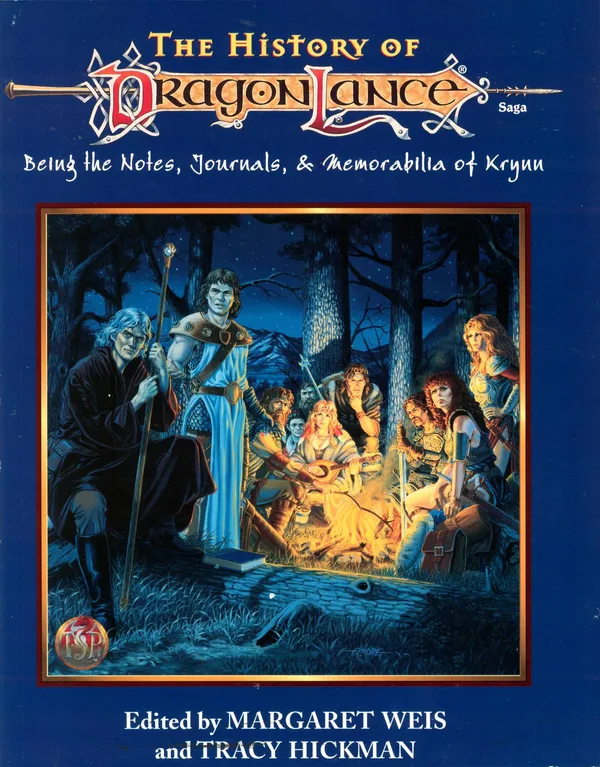 THE HISTORY OF
DRAGONLANCE®
Saga
Being the Notes, Journals, & Memorabilia of Krynn
ELMORE
TSR
Edited by MARGARET WEIS
and TRACY HICKMAN